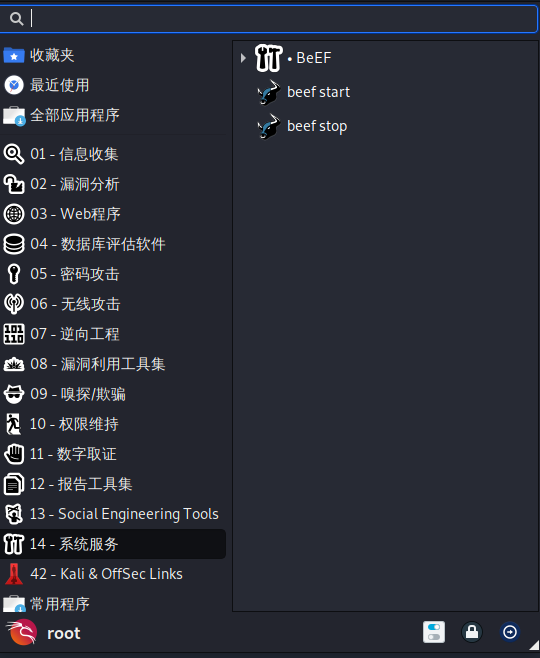 收藏夹
最近使用
全部应用程序
01 - 信息收集
02 - 漏洞分析
03 - Web程序
04 - 数据库评估软件
05 - 密码攻击
06 - 无线攻击
07 - 逆向工程
08 - 漏洞利用工具集
09 - 嗅探/欺骗
10 - 权限维持
11 - 数字取证
12 - 报告工具集
13 - Social Engineering Tools
14 - 系统服务
42 - Kali & OffSec Links
常用程序
• BeEF
beef start
beef stop
root